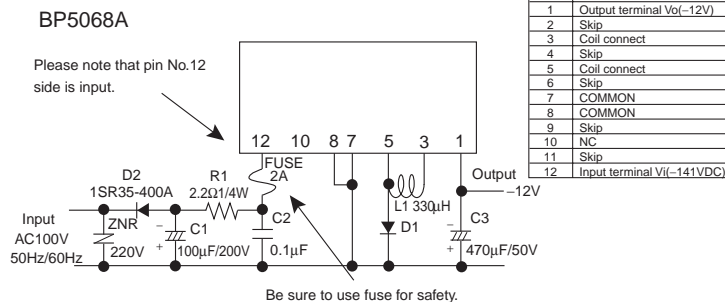 BP5068A
Please note that pin No.12
side is input.
12 10 8 7 5 3 1
FUSE
2A
D2
1SR35-400A
R1
2.2Ω1/4W
Input
AC100V
50Hz/60Hz
ZNR
220V
−
+
C1
100μF/200V
C2
0.1μF
L1 330μH
D1
Output
−12V
−
+
C3
470μF/50V
Be sure to use fuse for safety.
1 Output terminal Vo(−12V)
2 Skip
3 Coil connect
4 Skip
5 Coil connect
6 Skip
7 COMMON
8 COMMON
9 Skip
10 NC
11 Skip
12 Input terminal Vi(−141VDC)